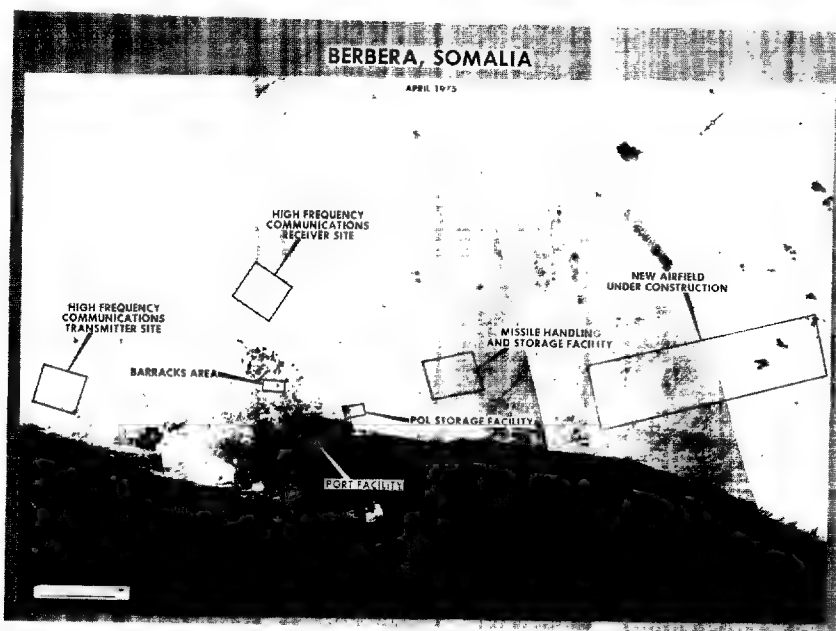 BERBERA, SOMALIA
APRIL 1975
HIGH FREQUENCY
COMMUNICATIONS
RECEIVER SITE
NEW AIRFIELD
UNDER CONSTRUCTION
HIGH FREQUENCY
COMMUNICATIONS
TRANSMITTER SITE
MISSILE HANDLING
AND STORAGE FACILITY
BARRACKS AREA
POL STORAGE FACILITY
PORT FACILITY